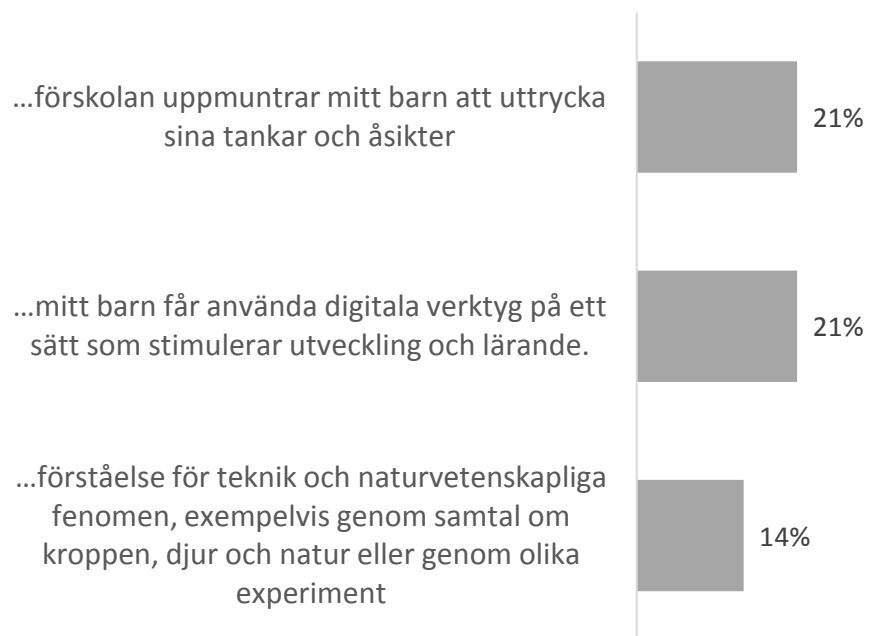 …förskolan uppmuntrar mitt barn att uttrycka
sina tankar och åsikter
21%
…mitt barn får använda digitala verktyg på ett
sätt som stimulerar utveckling och lärande.
21%
…förståelse för teknik och naturvetenskapliga
fenomen, exempelvis genom samtal om
kroppen, djur och natur eller genom olika
experiment
14%